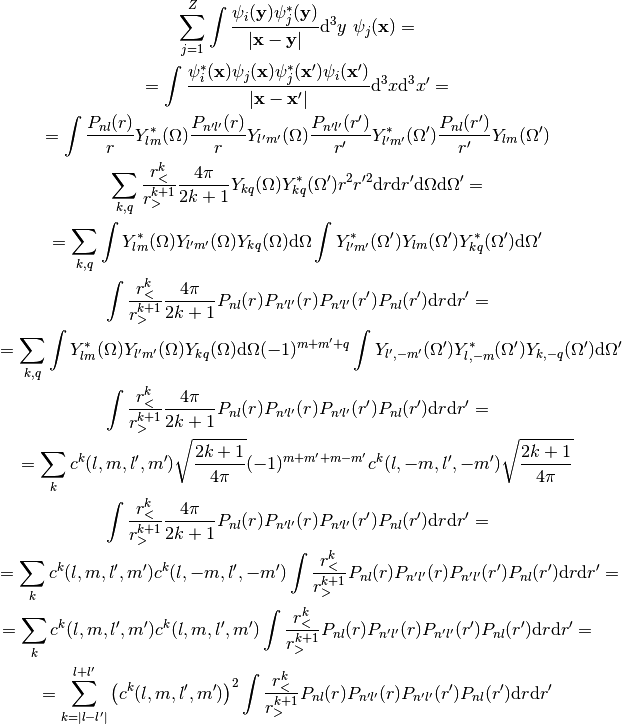 \sum_{j=1}^{Z} \int \frac{\psi_i(\mathbf{y})\psi_j^*(\mathbf{y})}{|\mathbf{x}-\mathbf{y}|} \mathrm{d}^3y \ \psi_j(\mathbf{x}) =
= \int \frac{\psi_i^*(\mathbf{x})\psi_j(\mathbf{x})\psi_j^*(\mathbf{x}')\psi_i(\mathbf{x}')}{|\mathbf{x}-\mathbf{x}'|} \mathrm{d}^3x\mathrm{d}^3x' =
= \int \frac{P_{nl}(r)}{r} Y_{lm}^*(\Omega) \frac{P_{n'l'}(r)}{r} Y_{l'm'}(\Omega) \frac{P_{n'l'}(r')}{r'} Y_{l'm'}^*(\Omega') \frac{P_{nl}(r')}{r'} Y_{lm}(\Omega')
\sum_{k,q} \frac{r_<^k}{r_>^{k+1}} \frac{4\pi}{2k+1} Y_{kq}(\Omega) Y_{kq}^*(\Omega') r^2 r'^2 \mathrm{d}r\mathrm{d}r'\mathrm{d}\Omega\mathrm{d}\Omega' =
= \sum_{k,q} \int Y_{lm}^*(\Omega) Y_{l'm'}(\Omega) Y_{kq}(\Omega) \mathrm{d}\Omega \int Y_{l'm'}^*(\Omega') Y_{lm}(\Omega') Y_{kq}^*(\Omega') \mathrm{d}\Omega'
\int \frac{r_<^k}{r_>^{k+1}} \frac{4\pi}{2k+1} P_{nl}(r) P_{n'l'}(r) P_{n'l'}(r') P_{nl}(r') \mathrm{d}r\mathrm{d}r' =
= \sum_{k,q} \int Y_{lm}^*(\Omega) Y_{l'm'}(\Omega) Y_{kq}(\Omega) \mathrm{d}\Omega (-1)^{m+m'+q} \int Y_{l',-m'}(\Omega') Y_{l,-m}^*(\Omega') Y_{k,-q}(\Omega') \mathrm{d}\Omega'
\int \frac{r_<^k}{r_>^{k+1}} \frac{4\pi}{2k+1} P_{nl}(r) P_{n'l'}(r) P_{n'l'}(r') P_{nl}(r') \mathrm{d}r\mathrm{d}r' =
= \sum_{k} c^k(l,m,l',m') \sqrt{\frac{2k+1}{4\pi}} (-1)^{m+m'+m-m'} c^k(l,-m,l',-m') \sqrt{\frac{2k+1}{4\pi}}
\int \frac{r_<^k}{r_>^{k+1}} \frac{4\pi}{2k+1} P_{nl}(r) P_{n'l'}(r) P_{n'l'}(r') P_{nl}(r') \mathrm{d}r\mathrm{d}r' =
= \sum_{k} c^k(l,m,l',m') c^k(l,-m,l',-m') \int \frac{r_<^k}{r_>^{k+1}} P_{nl}(r) P_{n'l'}(r) P_{n'l'}(r') P_{nl}(r') \mathrm{d}r\mathrm{d}r' =
= \sum_{k} c^k(l,m,l',m') c^k(l,m,l',m') \int \frac{r_<^k}{r_>^{k+1}} P_{nl}(r) P_{n'l'}(r) P_{n'l'}(r') P_{nl}(r') \mathrm{d}r\mathrm{d}r' =
= \sum_{k=|l-l'|}^{l+l'} \left(c^k(l,m,l',m')\right)^2 \int \frac{r_<^k}{r_>^{k+1}} P_{nl}(r) P_{n'l'}(r) P_{n'l'}(r') P_{nl}(r') \mathrm{d}r\mathrm{d}r'